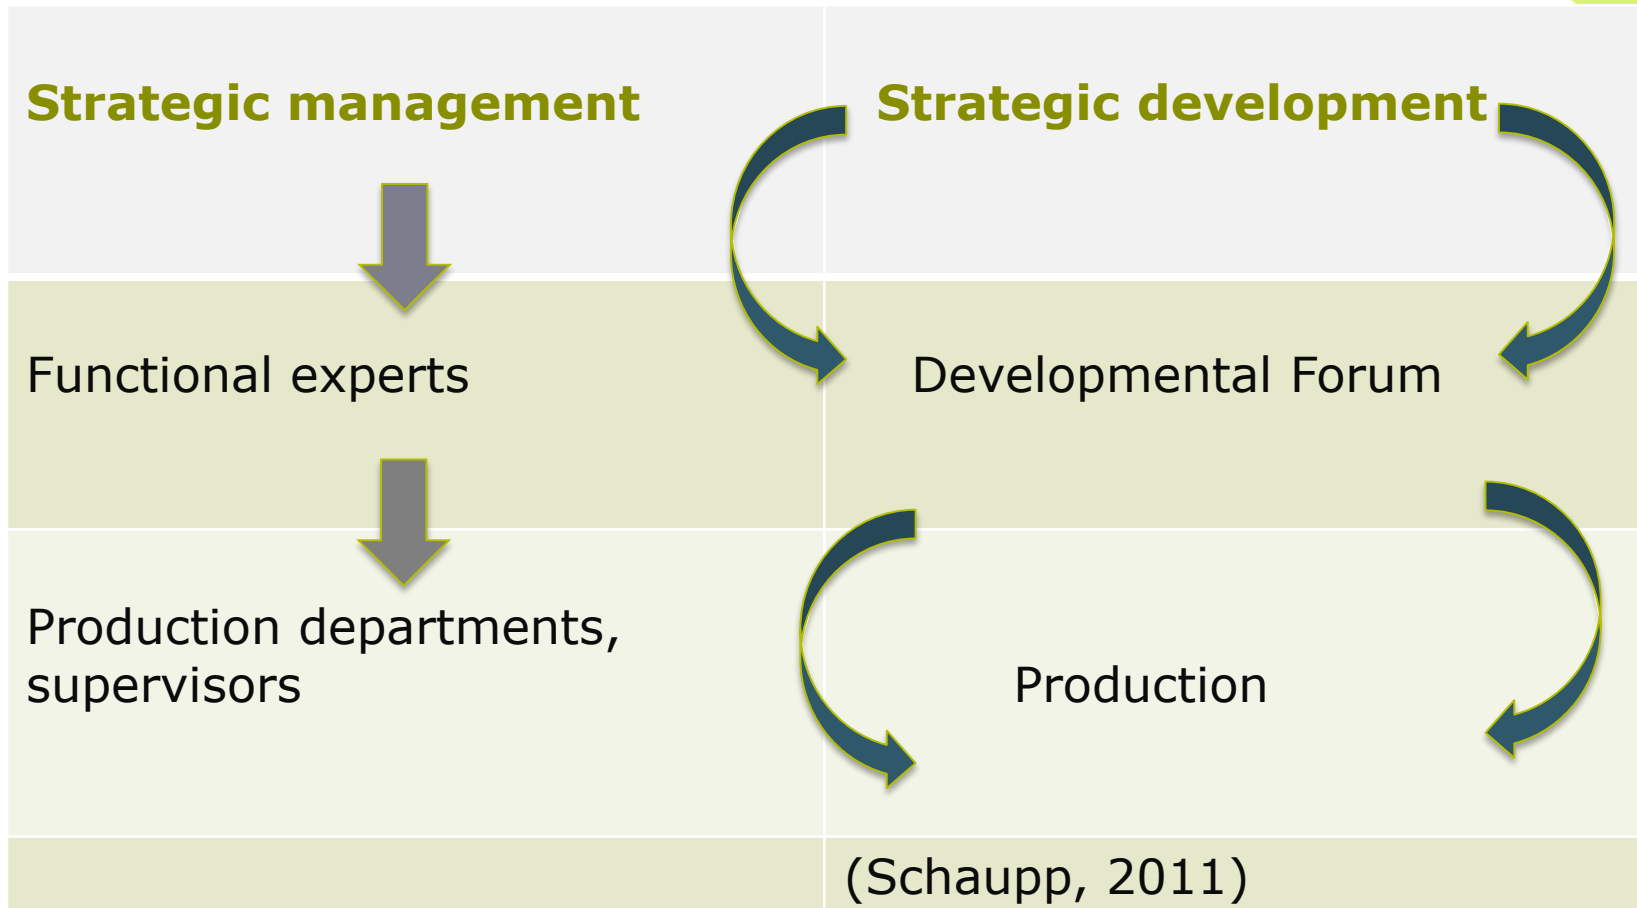 Strategic management
Strategic development
Functional experts
Developmental Forum
Production departments,
supervisors
Production
(Schaupp, 2011)